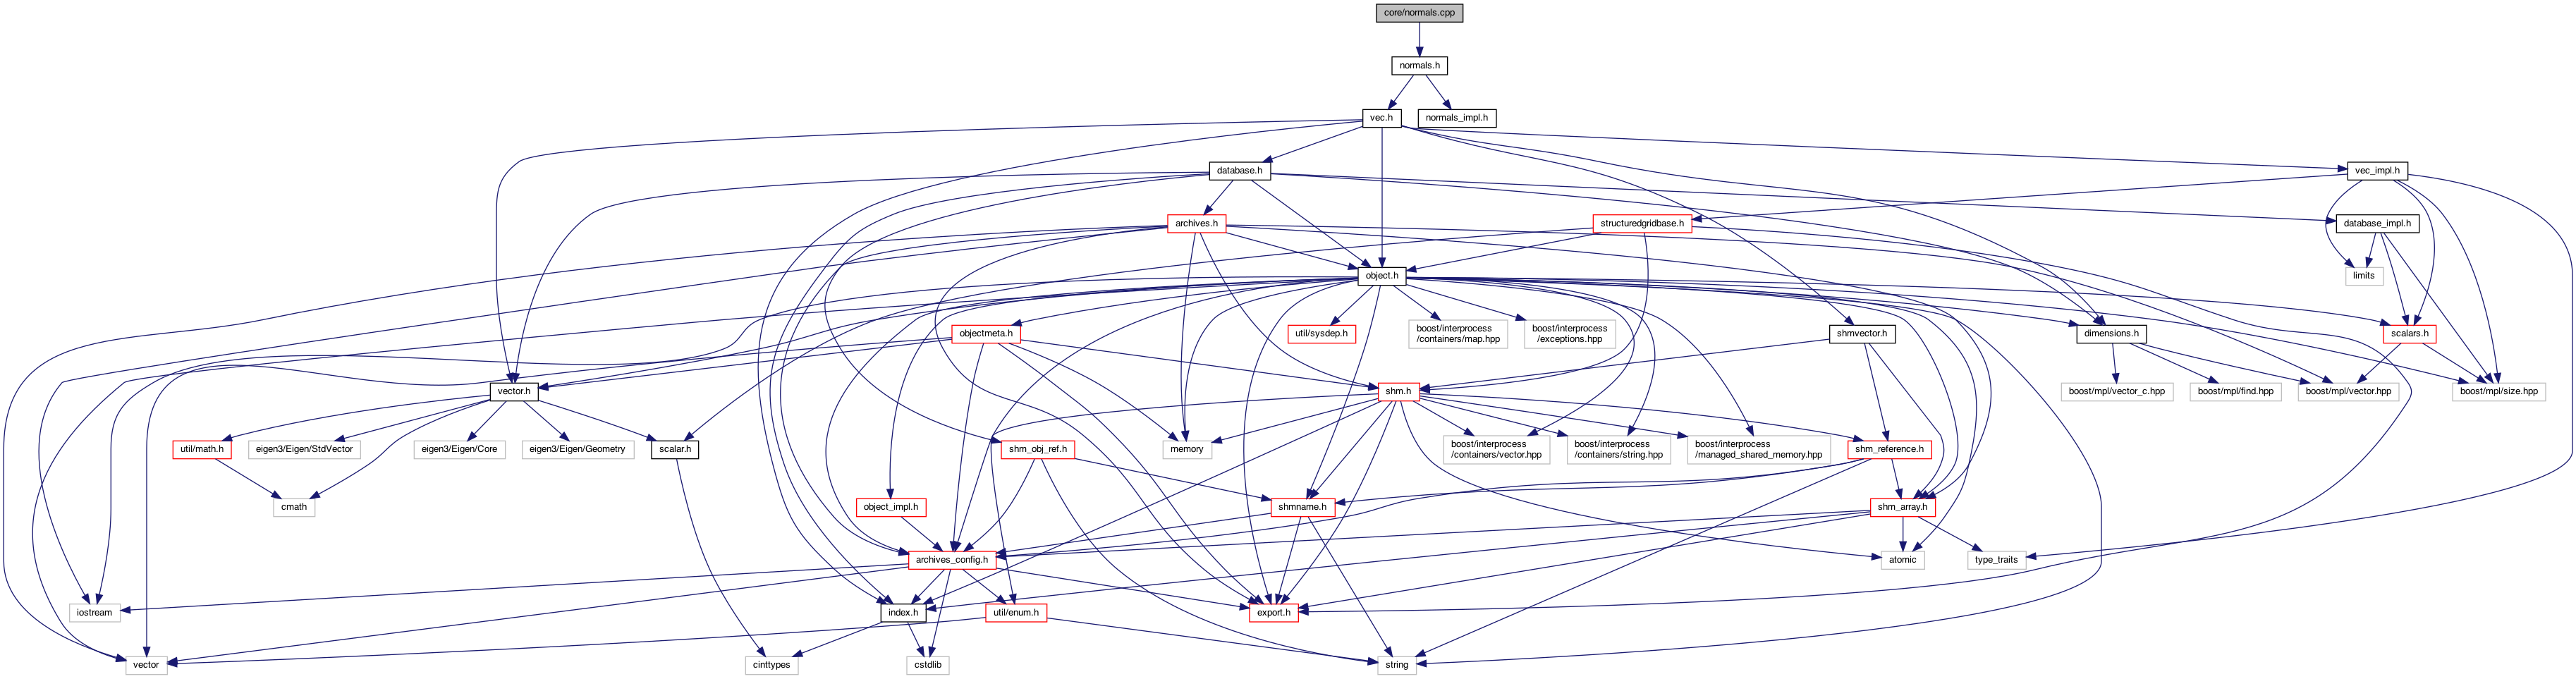 core/normals.cpp
normals.h
vec.h
normals_impl.h
database.h
vec_impl.h
archives.h
structuredgridbase.h
database_impl.h
object.h
limits
objectmeta.h
util/sysdep.h
boost/interprocess
/containers/map.hpp
boost/interprocess
/exceptions.hpp
shmvector.h
dimensions.h
scalars.h
vector.h
shm.h
boost/mpl/vector_c.hpp
boost/mpl/find.hpp
boost/mpl/vector.hpp
boost/mpl/size.hpp
util/math.h
eigen3/Eigen/StdVector
eigen3/Eigen/Core
eigen3/Eigen/Geometry
scalar.h
shm_obj_ref.h
memory
boost/interprocess
/containers/vector.hpp
boost/interprocess
/containers/string.hpp
boost/interprocess
/managed_shared_memory.hpp
shm_reference.h
cmath
object_impl.h
shmname.h
shm_array.h
archives_config.h
atomic
type_traits
iostream
index.h
util/enum.h
export.h
vector
cinttypes
cstdlib
string